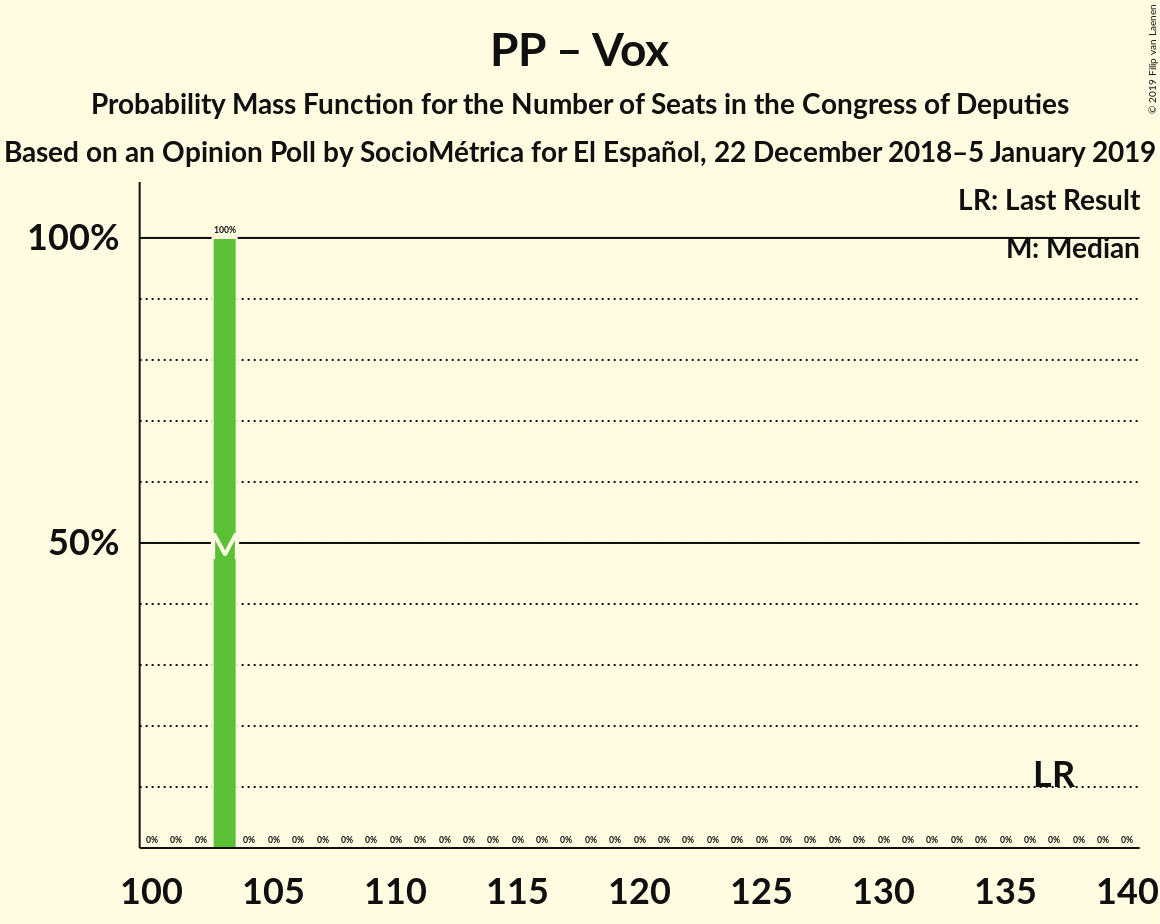 PP – Vox
Probability Mass Function for the Number of Seats in the Congress of Deputies
Based on an Opinion Poll by SocioMétrica for El Español, 22 December 2018–5 January 2019
© 2019 Filip van Laenen
LR: Last Result
M: Median
100%
100%
50%
M
LR
0% 0% 0% 0% 0% 0% 0% 0% 0% 0% 0% 0% 0% 0% 0% 0% 0% 0% 0% 0% 0% 0% 0% 0% 0% 0% 0% 0% 0% 0% 0% 0% 0% 0% 0% 0% 0% 0% 0% 0%
100 105 110 115 120 125 130 135 140